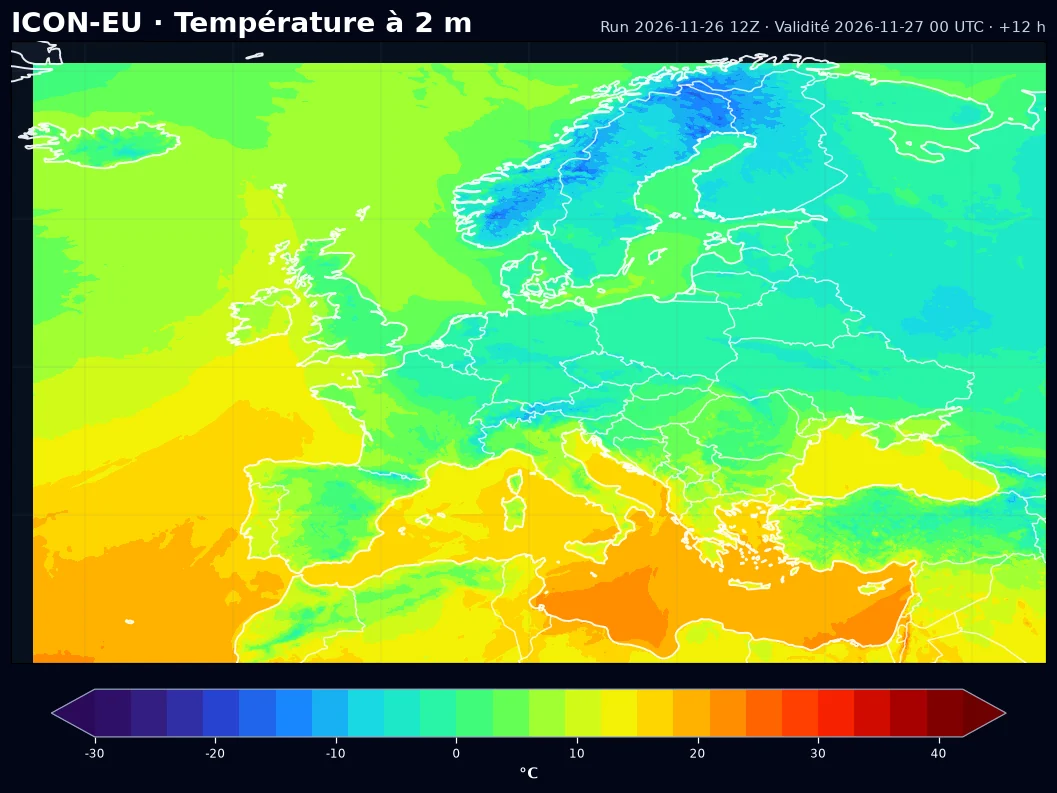 ICON-EU · Température à 2 m
Run 2026-11-26 12Z · Validité 2026-11-27 00 UTC · +12 h
-30 -20 -10 0 10 20 30 40
°C